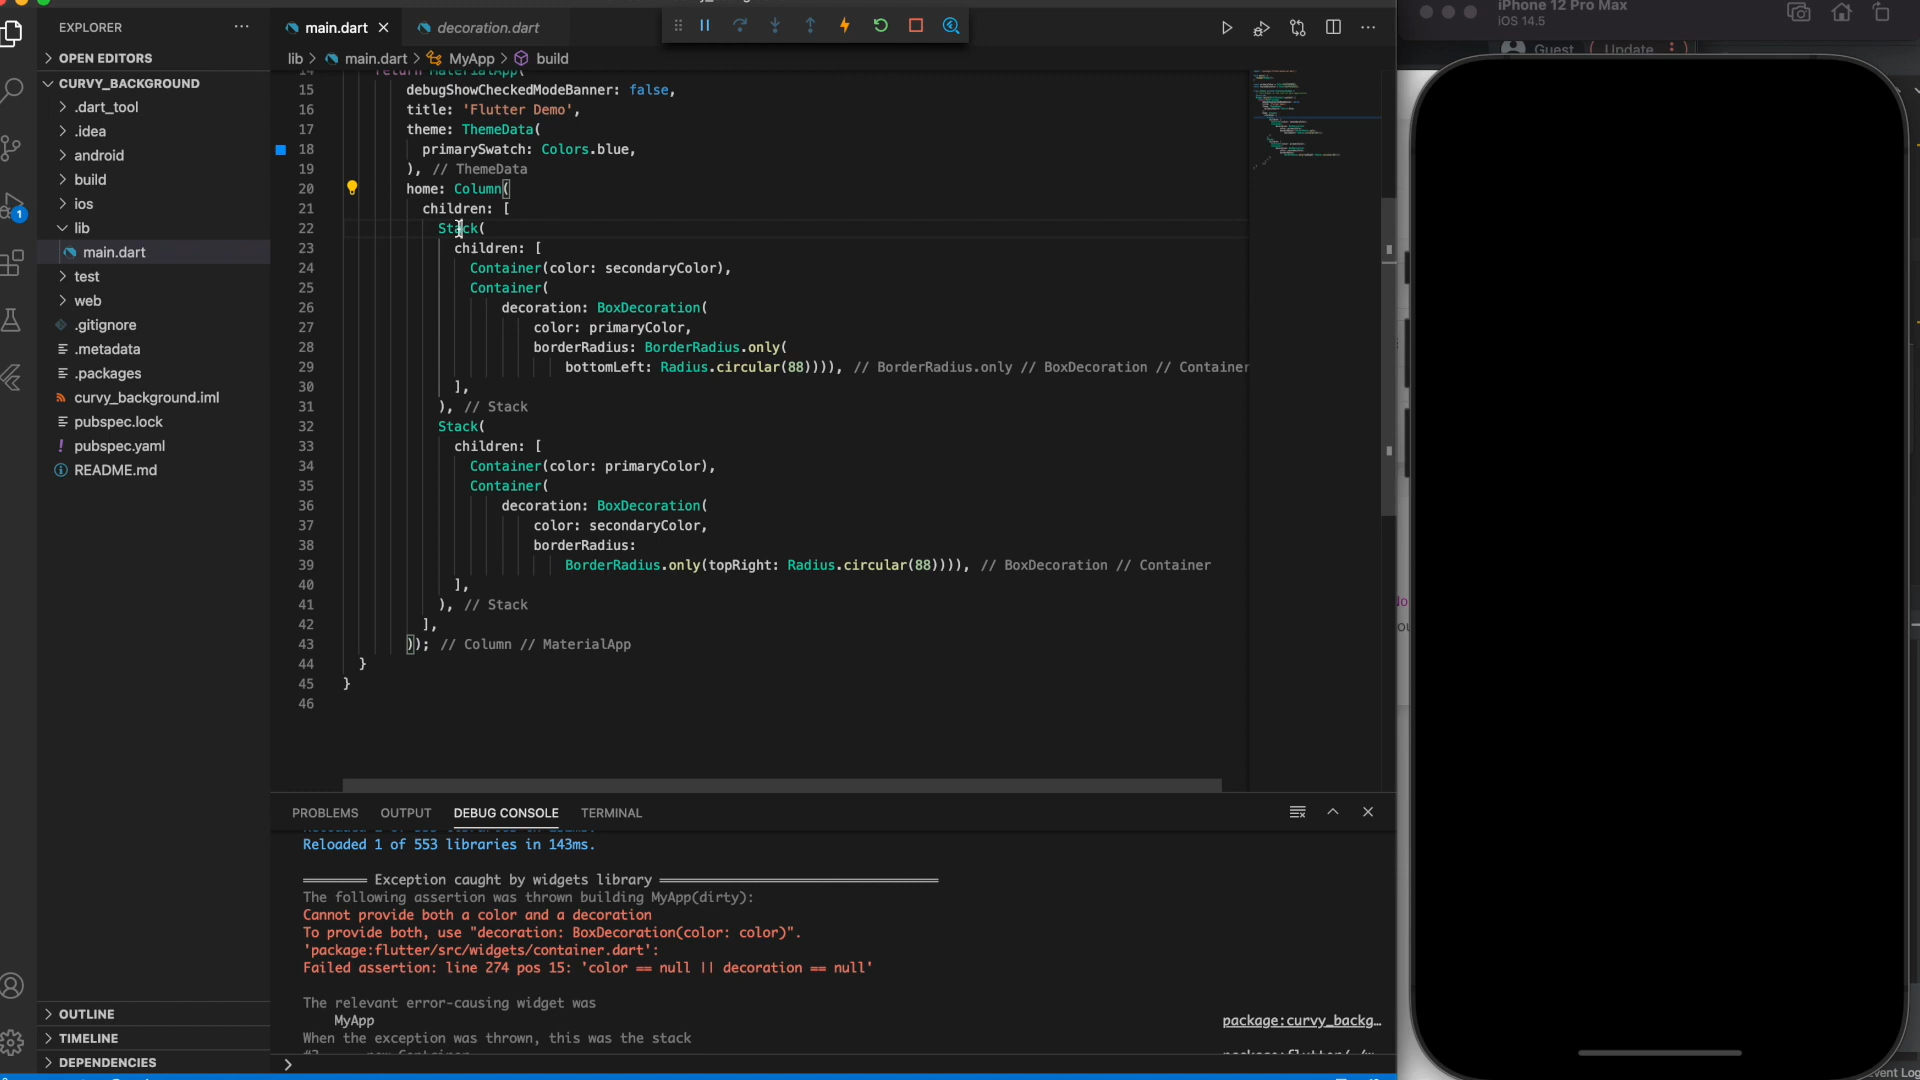 iPhone 12 Pro Max
iOS 14.5
EXPLORER
main.dart
decoration.dart
Guest
Update
OPEN EDITORS
lib > main.dart > MyApp > build
CURVY_BACKGROUND
.dart_tool
.idea
android
build
ios
lib
main.dart
test
web
.gitignore
.metadata
.packages
curvy_background.iml
pubspec.lock
pubspec.yaml
README.md
1
14 return MaterialApp(
15 debugShowCheckedModeBanner: false,
16 title: 'Flutter Demo',
17 theme: ThemeData(
18 primarySwatch: Colors.blue,
19 ), // ThemeData
20 home: Column(
21 children: [
22 Stack(
23 children: [
24 Container(color: secondaryColor),
25 Container(
26 decoration: BoxDecoration(
27 color: primaryColor,
28 borderRadius: BorderRadius.only(
29 bottomLeft: Radius.circular(88)))), // BorderRadius.only // BoxDecoration // Container
30 ],
31 ), // Stack
32 Stack(
33 children: [
34 Container(color: primaryColor),
35 Container(
36 decoration: BoxDecoration(
37 color: secondaryColor,
38 borderRadius:
39 BorderRadius.only(topRight: Radius.circular(88)))), // BoxDecoration // Container
40 ],
41 ), // Stack
42 ],
43 )); // Column // MaterialApp
44 }
45 }
46
PROBLEMS OUTPUT DEBUG CONSOLE TERMINAL
Reloaded 1 of 553 libraries in 143ms.
════════ Exception caught by widgets library ═══════════════════════════════════
The following assertion was thrown building MyApp(dirty):
Cannot provide both a color and a decoration
To provide both, use "decoration: BoxDecoration(color: color)".
'package:flutter/src/widgets/container.dart':
Failed assertion: line 274 pos 15: 'color == null || decoration == null'
The relevant error-causing widget was
MyApp
package:curvy_backg…
When the exception was thrown, this was the stack
OUTLINE
TIMELINE
DEPENDENCIES
vent Log